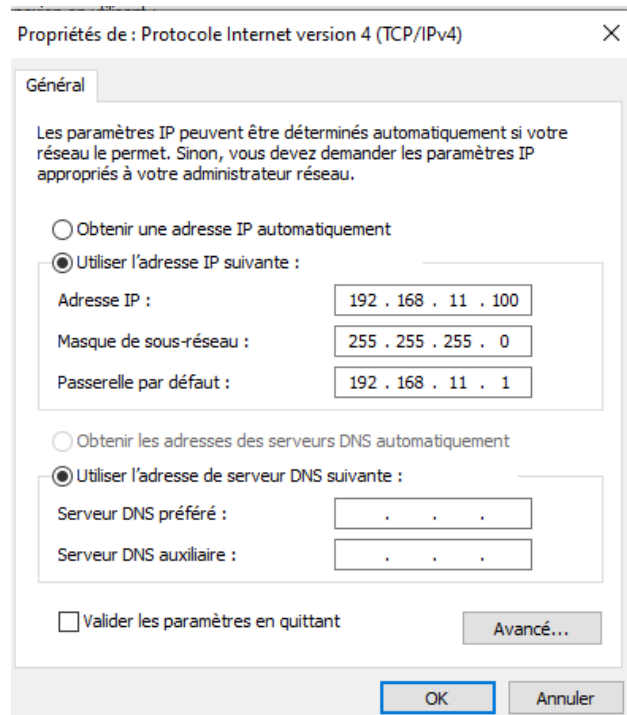 Propriétés de : Protocole Internet version 4 (TCP/IPv4)
Général
Les paramètres IP peuvent être déterminés automatiquement si votre
réseau le permet. Sinon, vous devez demander les paramètres IP
appropriés à votre administrateur réseau.
Obtenir une adresse IP automatiquement
Utiliser l'adresse IP suivante :
Adresse IP : 192 . 168 . 11 . 100
Masque de sous-réseau : 255 . 255 . 255 . 0
Passerelle par défaut : 192 . 168 . 11 . 1
Obtenir les adresses des serveurs DNS automatiquement
Utiliser l'adresse de serveur DNS suivante :
Serveur DNS préféré : . . .
Serveur DNS auxiliaire : . . .
Valider les paramètres en quittant
Avancé...
OK Annuler